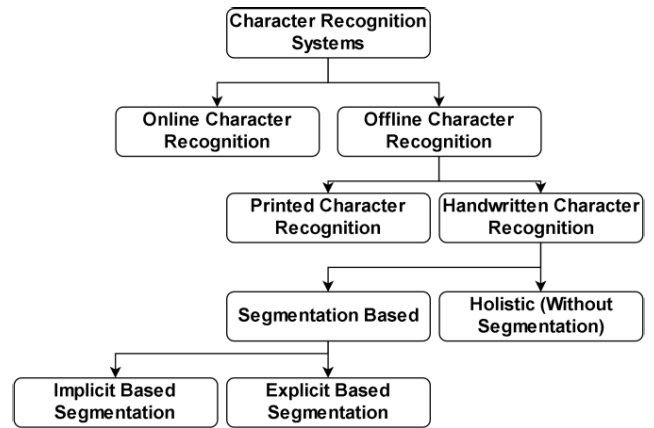 Character Recognition
Systems
Online Character
Recognition
Offline Character
Recognition
Printed Character
Recognition
Handwritten Character
Recognition
Segmentation Based
Holistic (Without
Segmentation)
Implicit Based
Segmentation
Explicit Based
Segmentation